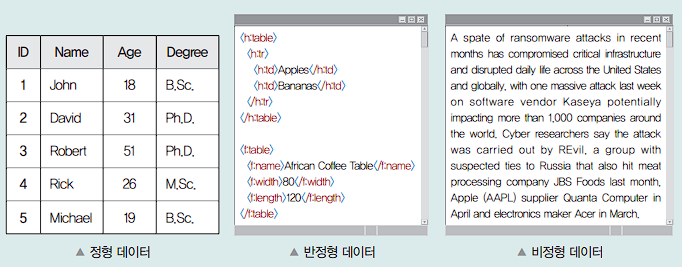 ID Name Age Degree
1 John 18 B.Sc.
2 David 31 Ph.D.
3 Robert 51 Ph.D.
4 Rick 26 M.Sc.
5 Michael 19 B.Sc.
▲ 정형 데이터
<h:table>
<h:tr>
<h:td>Apples</h:td>
<h:td>Bananas</h:td>
</h:tr>
</h:table>
<f:table>
<f:name>African Coffee Table</f:name>
<f:width>80</f:width>
<f:length>120</f:length>
</f:table>
▲ 반정형 데이터
A spate of ransomware attacks in recent
months has compromised critical infrastructure
and disrupted daily life across the United States
and globally, with one massive attack last week
on software vendor Kaseya potentially
impacting more than 1,000 companies around
the world. Cyber researchers say the attack
was carried out by REvil, a group with
suspected ties to Russia that also hit meat
processing company JBS Foods last month.
Apple (AAPL) supplier Quanta Computer in
April and electronics maker Acer in March.
▲ 비정형 데이터